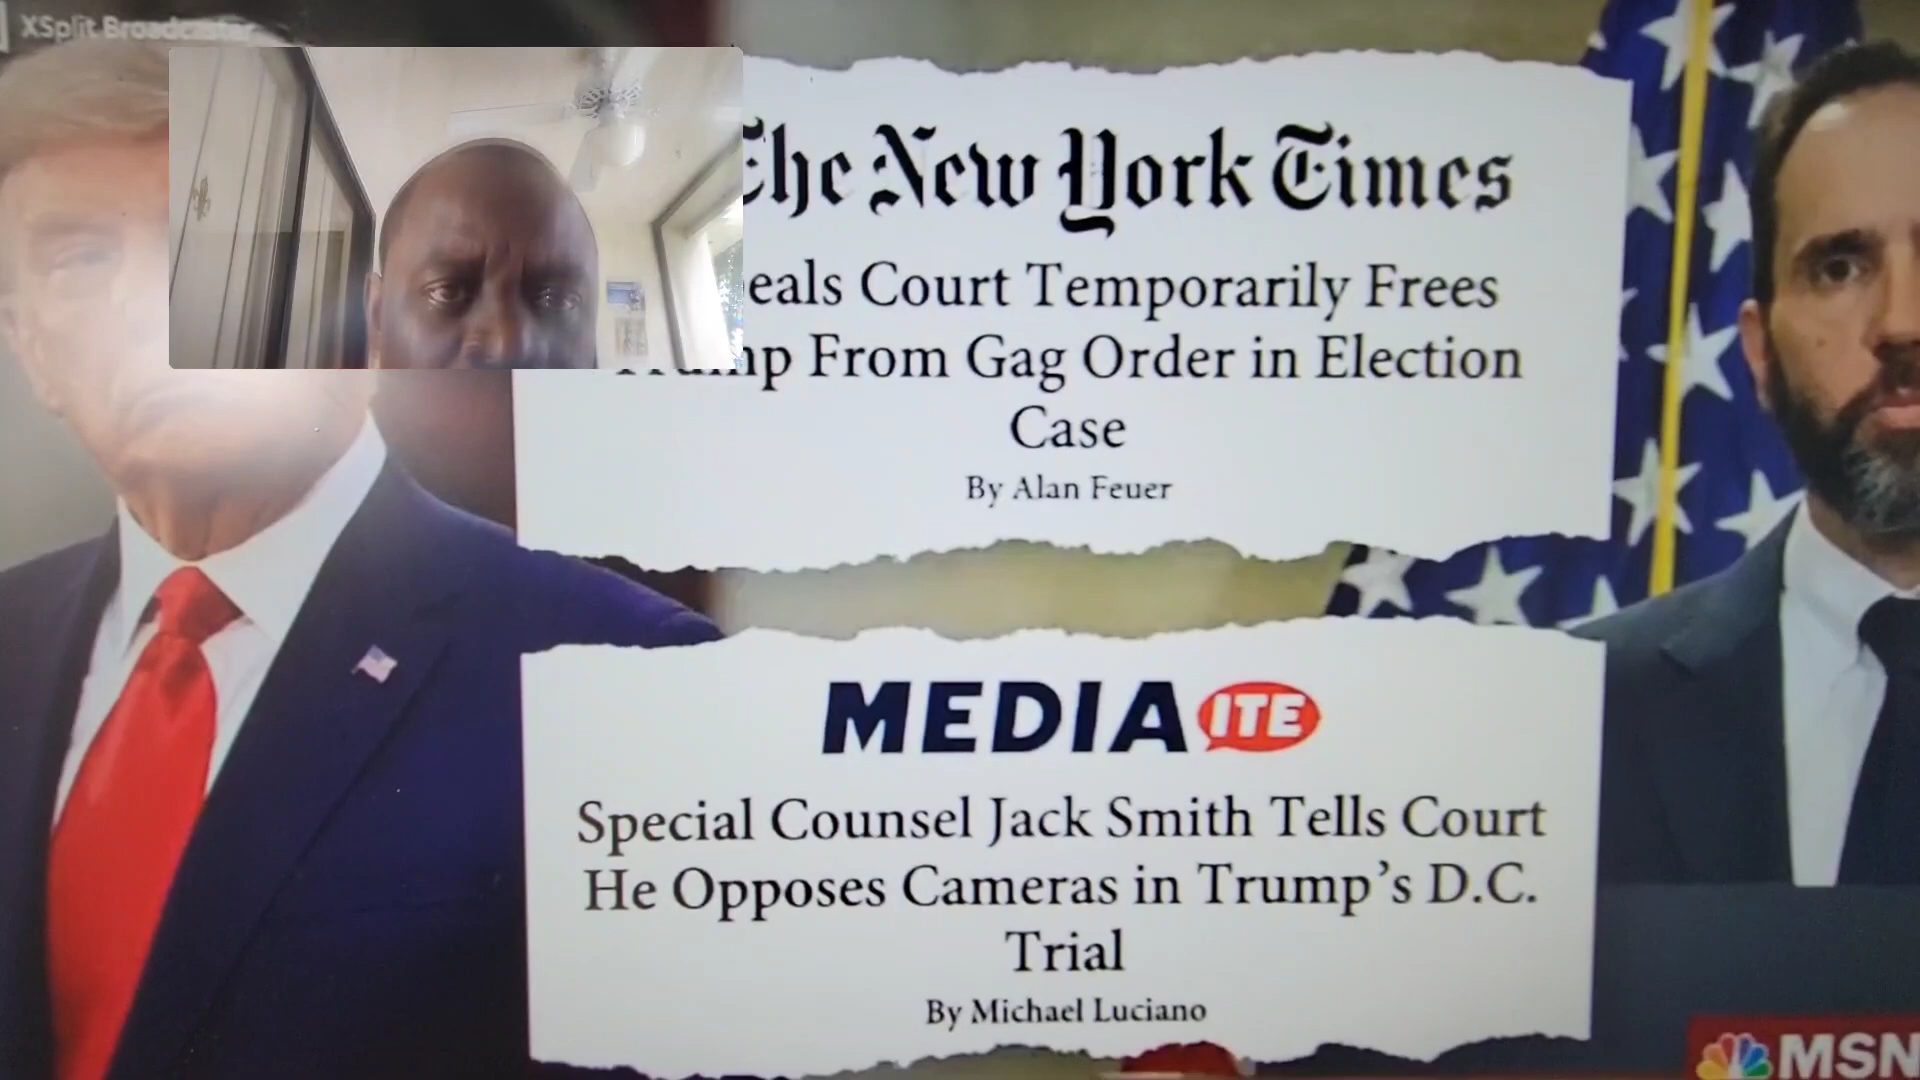 XSplit Broadcaster
The New York Times
eals Court Temporarily Frees
From Gag Order in Election
Case
By Alan Feuer
MEDIAITE
Special Counsel Jack Smith Tells Court
He Opposes Cameras in Trump's D.C.
Trial
By Michael Luciano
MSN